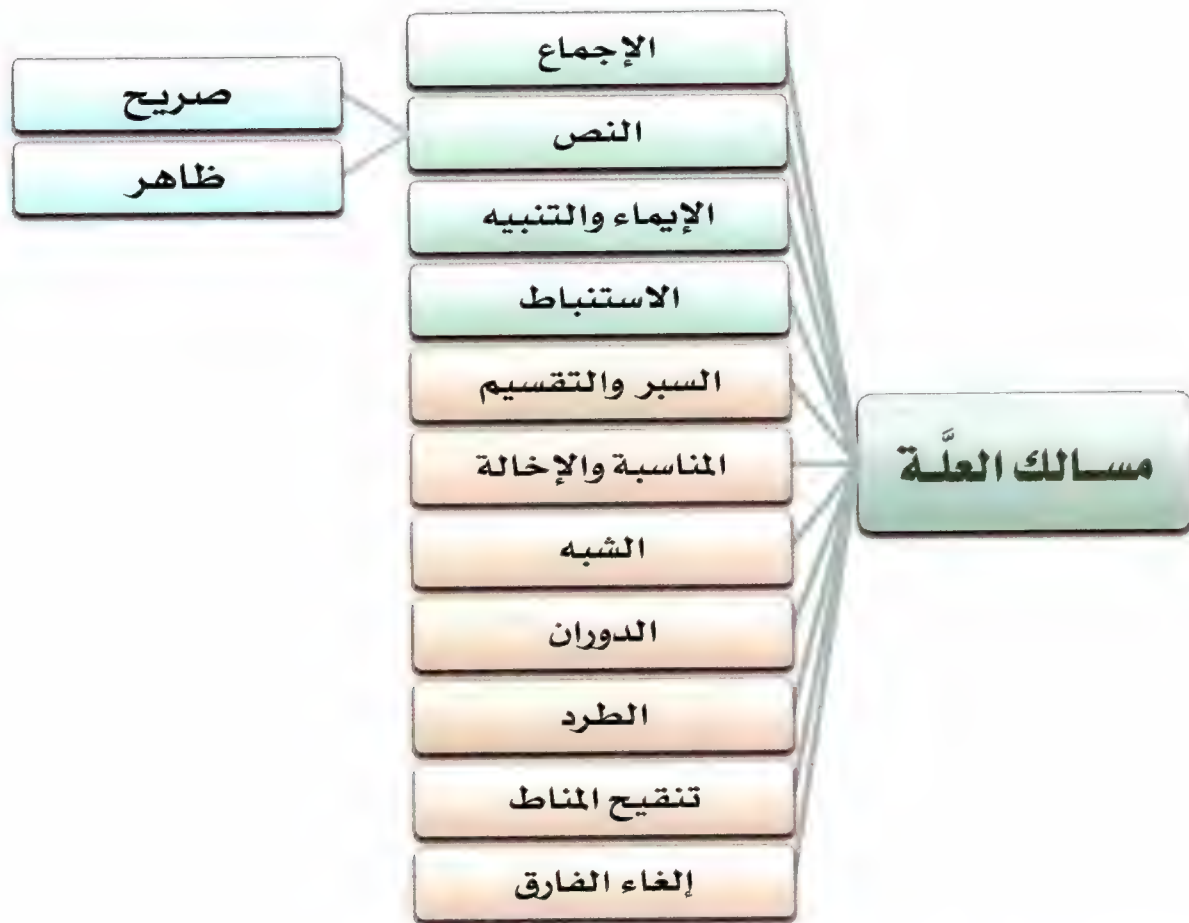 مسالك العلَّة
الإجماع
النص
صريح
ظاهر
الإيماء والتنبيه
الاستنباط
السبر والتقسيم
المناسبة والإخالة
الشبه
الدوران
الطرد
تنقيح المناط
إلغاء الفارق